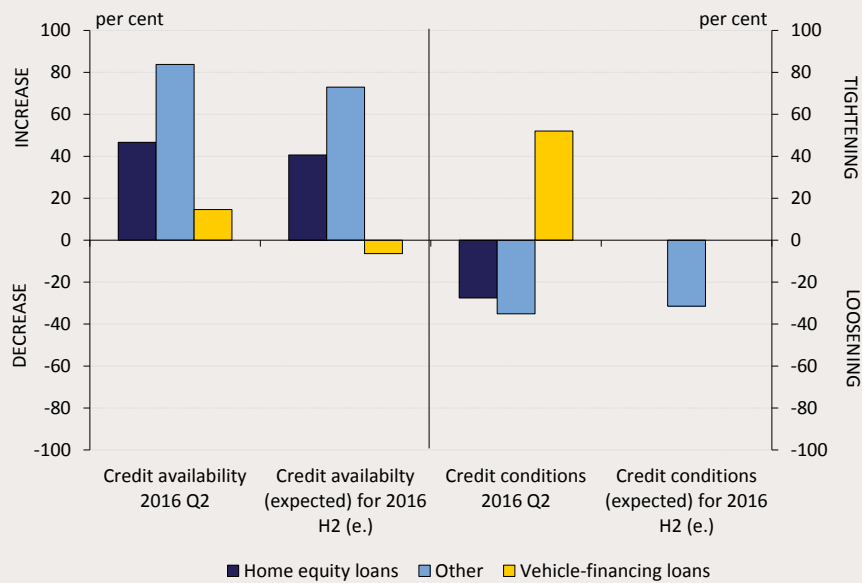 per cent
per cent
100
80
60
40
20
0
-20
-40
-60
-80
-100
INCREASE
DECREASE
100
80
60
40
20
0
-20
-40
-60
-80
-100
TIGHTENING
LOOSENING
Credit availability
2016 Q2
Credit availabilty
(expected) for 2016
H2 (e.)
Credit conditions
2016 Q2
Credit conditions
(expected) for 2016
H2 (e.)
Home equity loans
Other
Vehicle-financing loans